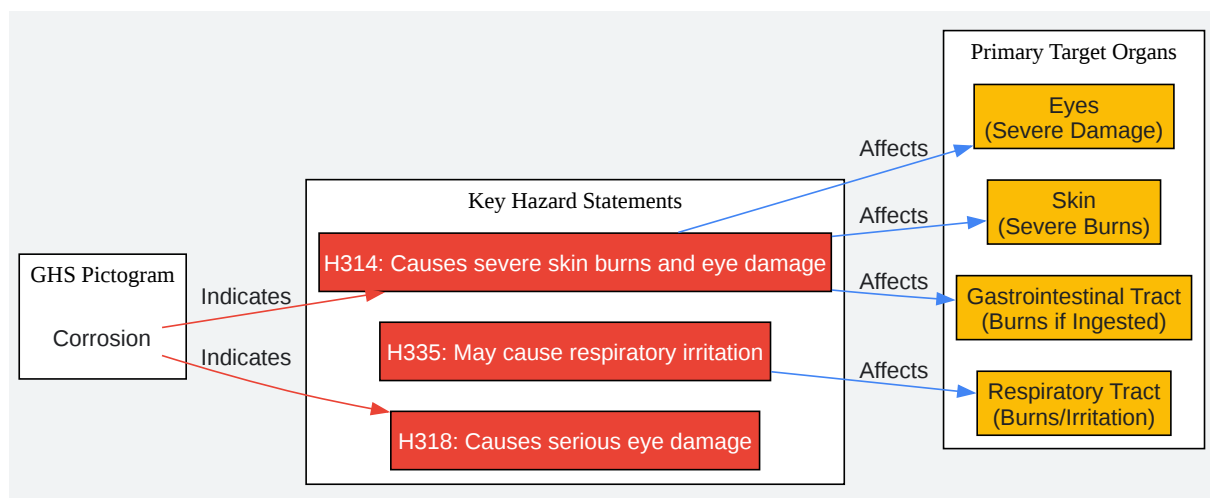 GHS Pictogram
Corrosion
Indicates
Indicates
Key Hazard Statements
H314: Causes severe skin burns and eye damage
H335: May cause respiratory irritation
H318: Causes serious eye damage
Affects
Affects
Affects
Affects
Primary Target Organs
Eyes
(Severe Damage)
Skin
(Severe Burns)
Gastrointestinal Tract
(Burns if Ingested)
Respiratory Tract
(Burns/Irritation)